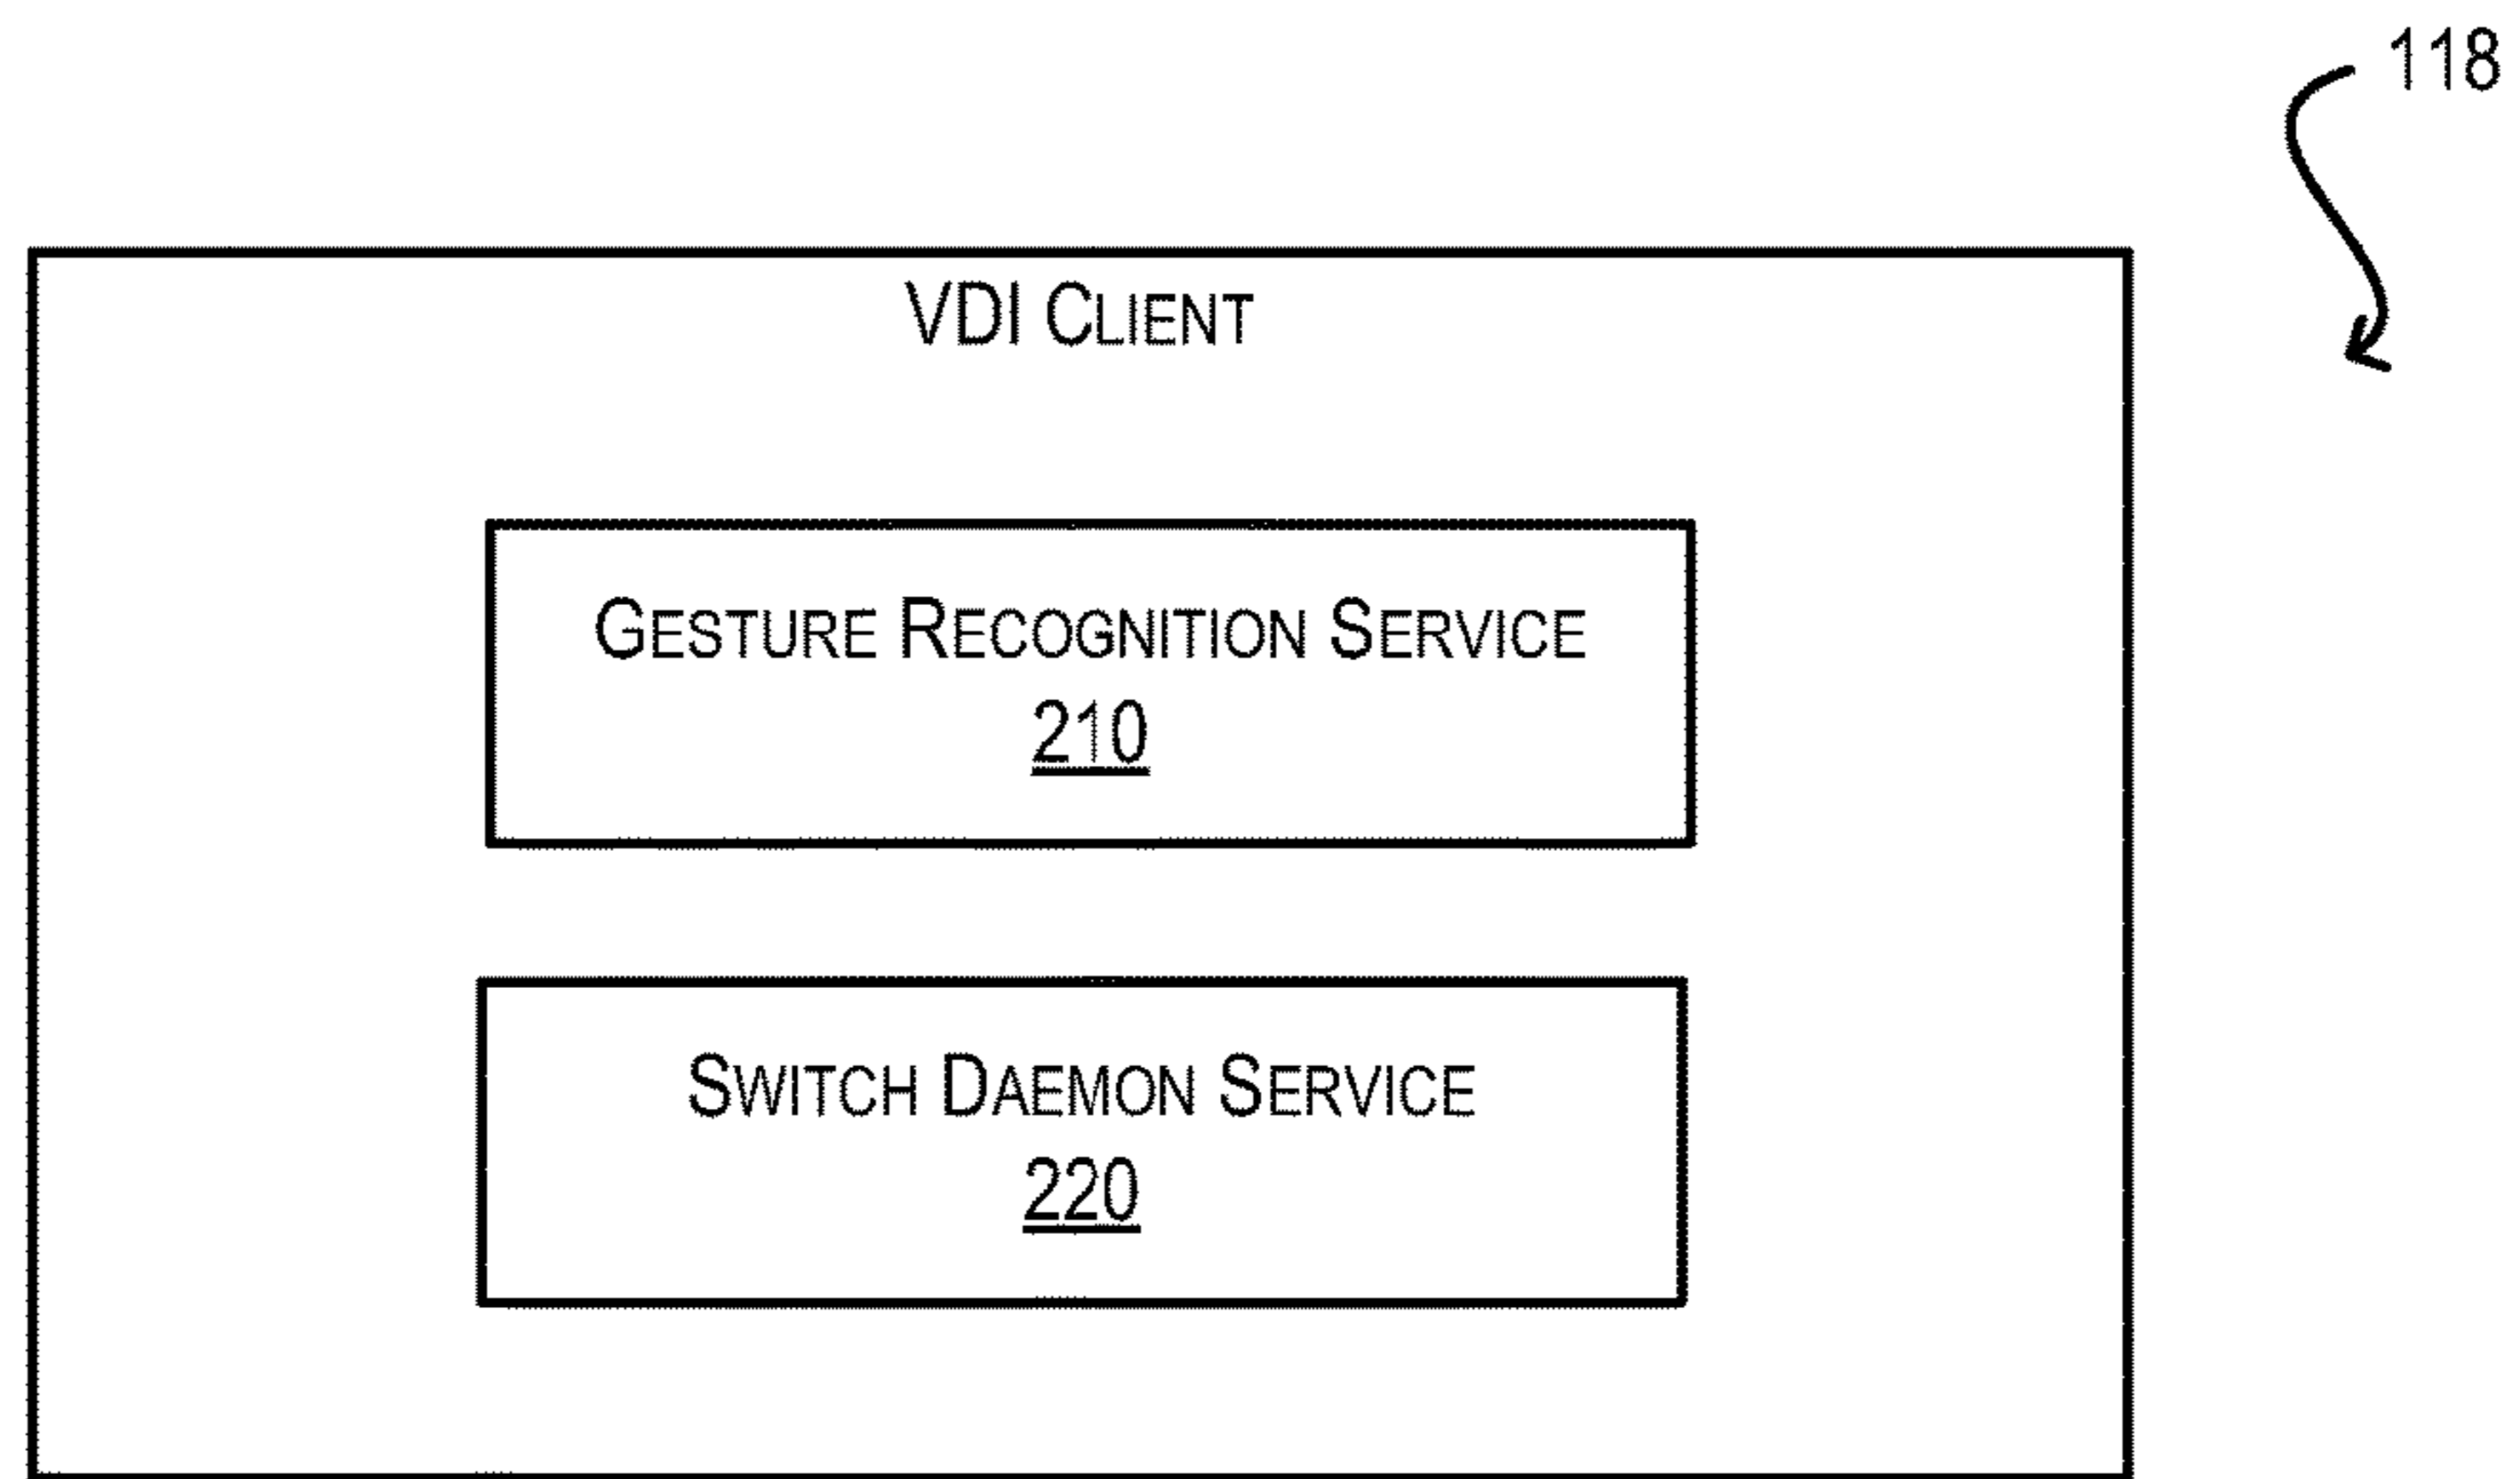 118
VDI CLIENT
GESTURE RECOGNITION SERVICE
210
SWITCH DAEMON SERVICE
220